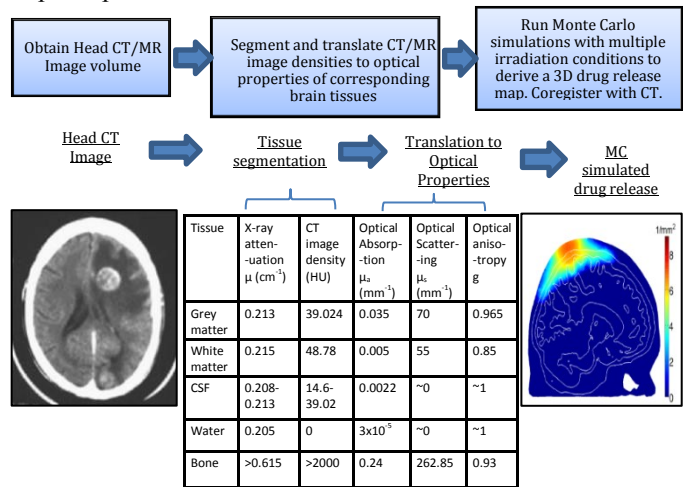 Obtain Head CT/MR
Image volume
Segment and translate CT/MR
image densities to optical
properties of corresponding
brain tissues
Run Monte Carlo
simulations with multiple
irradiation conditions to
derive a 3D drug release
map. Coregister with CT.
Head CT
Image
Tissue
segmentation
Translation to
Optical
Properties
MC
simulated
drug release
Tissue
X-ray
atten-
-uation
μ (cm⁻¹)
CT
image
density
(HU)
Optical
Absorp-
-tion
μₐ
(mm⁻¹)
Optical
Scatter-
-ing
μₛ
(mm⁻¹)
Optical
aniso-
-tropy
g
Grey
matter
0.213
39.024
0.035
70
0.965
White
matter
0.215
48.78
0.005
55
0.85
CSF
0.208-
0.213
14.6-
39.02
0.0022
~0
~1
Water
0.205
0
3x10⁻⁵
~0
~1
Bone
>0.615
>2000
0.24
262.85
0.93
1/mm²
8
6
4
2
0